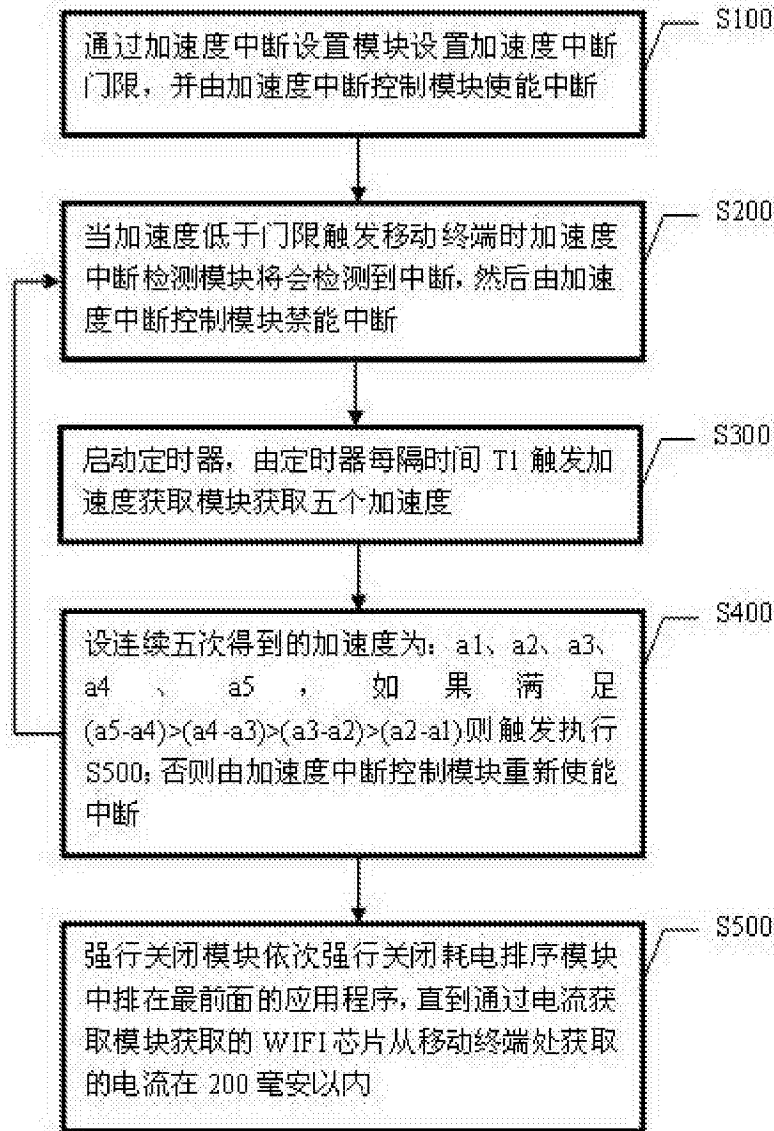 通过加速度中断设置模块设置加速度中断
门限，并由加速度中断控制模块使能中断
S100
当加速度低于门限触发移动终端时加速度
中断检测模块将会检测到中断，然后由加速
度中断控制模块禁能中断
S200
启动定时器，由定时器每隔时间 T1 触发加
速度获取模块获取五个加速度
S300
设连续五次得到的加速度为：a1、a2、a3、
a4 、 a5 ，如果满足
(a5-a4)>(a4-a3)>(a3-a2)>(a2-a1)则触发执行
S500；否则由加速度中断控制模块重新使能
中断
S400
强行关闭模块依次强行关闭耗电排序模块
中排在最前面的应用程序，直到通过电流获
取模块获取的 WIFI 芯片从移动终端处获取
的电流在 200 毫安以内
S500